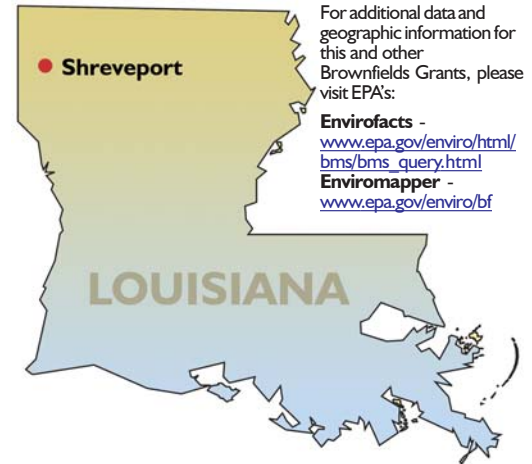 For additional data and
geographic information for
this and other
Brownfields Grants, please
visit EPA's:
Envirofacts -
www.epa.gov/enviro/html/
bms/bms_query.html
Enviromapper -
www.epa.gov/enviro/bf
Shreveport
LOUISIANA